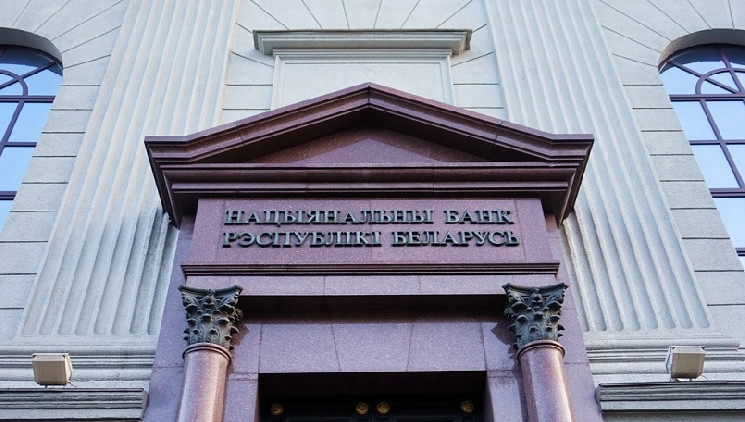 НАЦЫЯНАЛЬНЫ БАНК
РЭСПУБЛІКІ БЕЛАРУСЬ